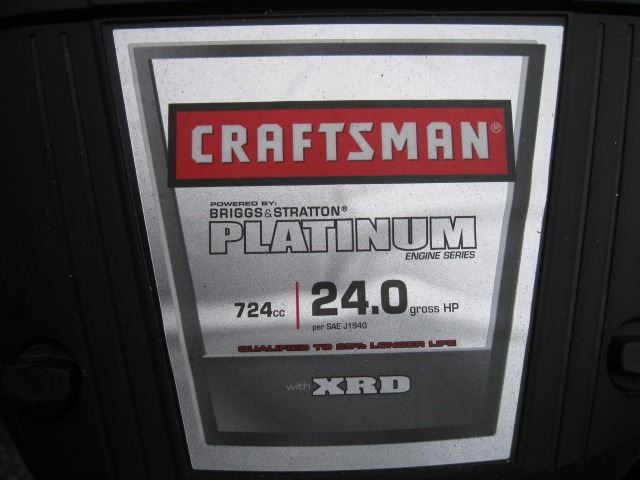 CRAFTSMAN®
POWERED BY:
BRIGGS & STRATTON®
PLATINUM
ENGINE SERIES
724cc 24.0 gross HP
per SAE J1940
QUALIFIED TO 25% LONGER LIFE
with XRD